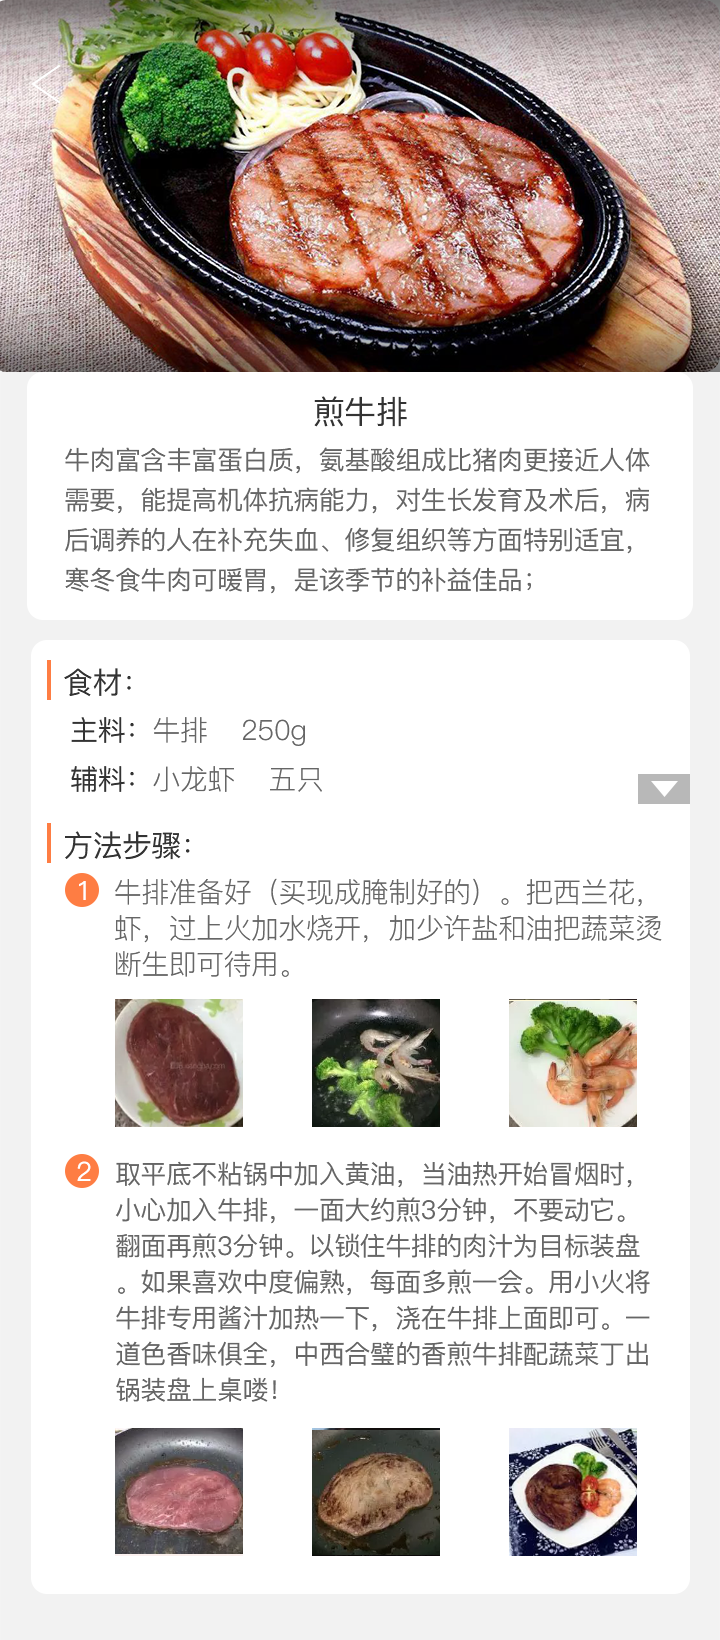 煎牛排
牛肉富含丰富蛋白质，氨基酸组成比猪肉更接近人体
需要，能提高机体抗病能力，对生长发育及术后，病
后调养的人在补充失血、修复组织等方面特别适宜，
寒冬食牛肉可暖胃，是该季节的补益佳品；
食材：
主料：牛排 250g
辅料：小龙虾 五只
方法步骤：
1 牛排准备好（买现成腌制好的）。把西兰花，
虾，过上火加水烧开，加少许盐和油把蔬菜烫
断生即可待用。
2 取平底不粘锅中加入黄油，当油热开始冒烟时，
小心加入牛排，一面大约煎3分钟，不要动它。
翻面再煎3分钟。以锁住牛排的肉汁为目标装盘
。如果喜欢中度偏熟，每面多煎一会。用小火将
牛排专用酱汁加热一下，浇在牛排上面即可。一
道色香味俱全，中西合璧的香煎牛排配蔬菜丁出
锅装盘上桌喽！